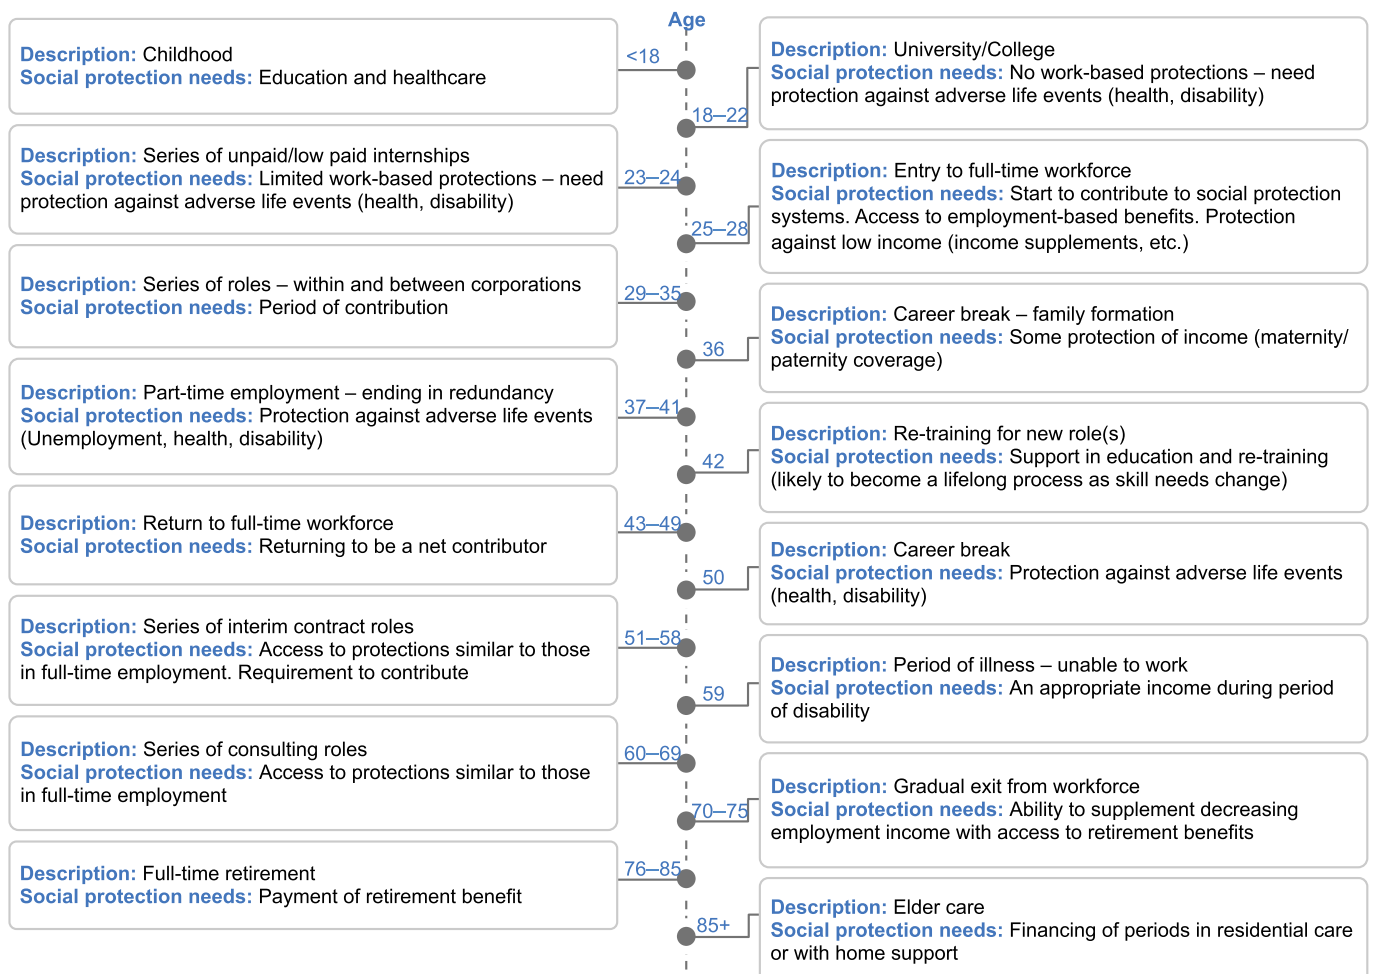 Age
<18
Description: Childhood
Social protection needs: Education and healthcare
18–22
Description: University/College
Social protection needs: No work-based protections – need
protection against adverse life events (health, disability)
23–24
Description: Series of unpaid/low paid internships
Social protection needs: Limited work-based protections – need
protection against adverse life events (health, disability)
25–28
Description: Entry to full-time workforce
Social protection needs: Start to contribute to social protection
systems. Access to employment-based benefits. Protection
against low income (income supplements, etc.)
29–35
Description: Series of roles – within and between corporations
Social protection needs: Period of contribution
36
Description: Career break – family formation
Social protection needs: Some protection of income (maternity/
paternity coverage)
37–41
Description: Part-time employment – ending in redundancy
Social protection needs: Protection against adverse life events
(Unemployment, health, disability)
42
Description: Re-training for new role(s)
Social protection needs: Support in education and re-training
(likely to become a lifelong process as skill needs change)
43–49
Description: Return to full-time workforce
Social protection needs: Returning to be a net contributor
50
Description: Career break
Social protection needs: Protection against adverse life events
(health, disability)
51–58
Description: Series of interim contract roles
Social protection needs: Access to protections similar to those
in full-time employment. Requirement to contribute
59
Description: Period of illness – unable to work
Social protection needs: An appropriate income during period
of disability
60–69
Description: Series of consulting roles
Social protection needs: Access to protections similar to those
in full-time employment
70–75
Description: Gradual exit from workforce
Social protection needs: Ability to supplement decreasing
employment income with access to retirement benefits
76–85
Description: Full-time retirement
Social protection needs: Payment of retirement benefit
85+
Description: Elder care
Social protection needs: Financing of periods in residential care
or with home support